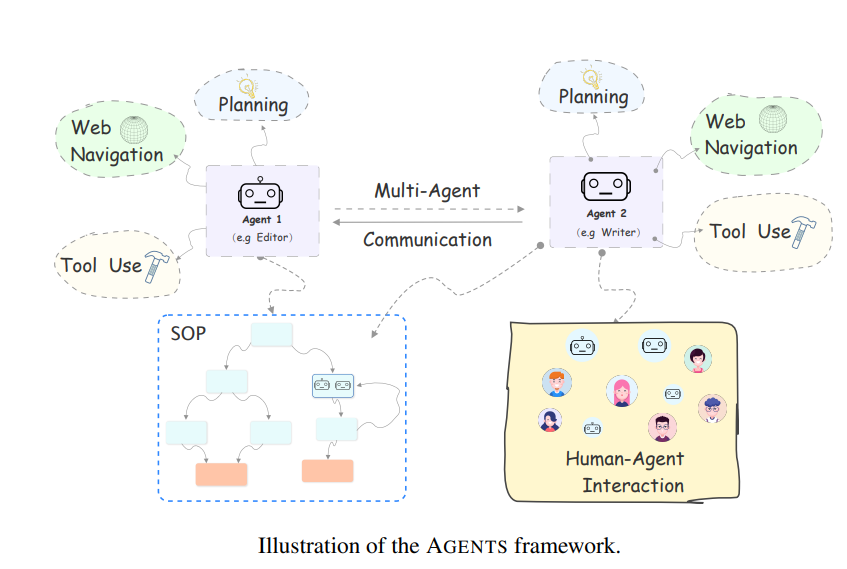 Planning
Planning
Web
Navigation
Web
Navigation
Agent 1
(e.g Editor)
Multi-Agent
Communication
Agent 2
(e.g Writer)
Tool Use
Tool Use
SOP
Human-Agent
Interaction
Illustration of the AGENTS framework.